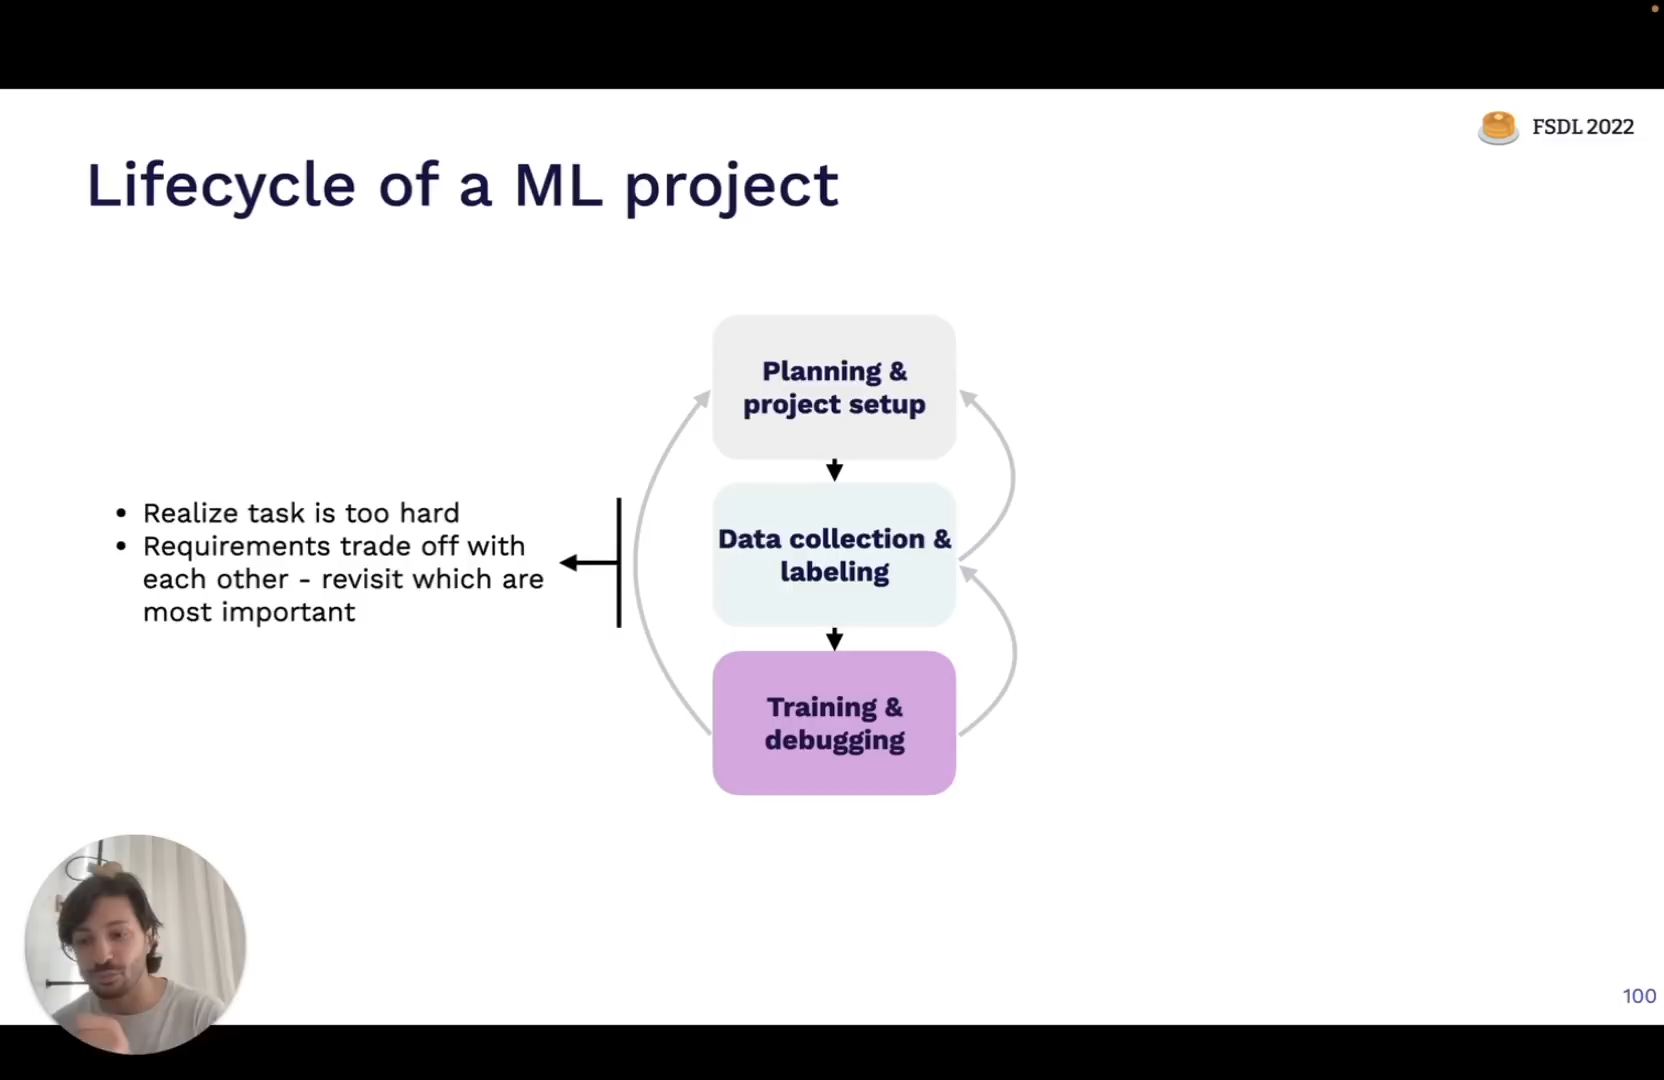 FSDL 2022
Lifecycle of a ML project
Planning &
project setup
• Realize task is too hard
• Requirements trade off with
each other - revisit which are
most important
Data collection &
labeling
Training &
debugging
100